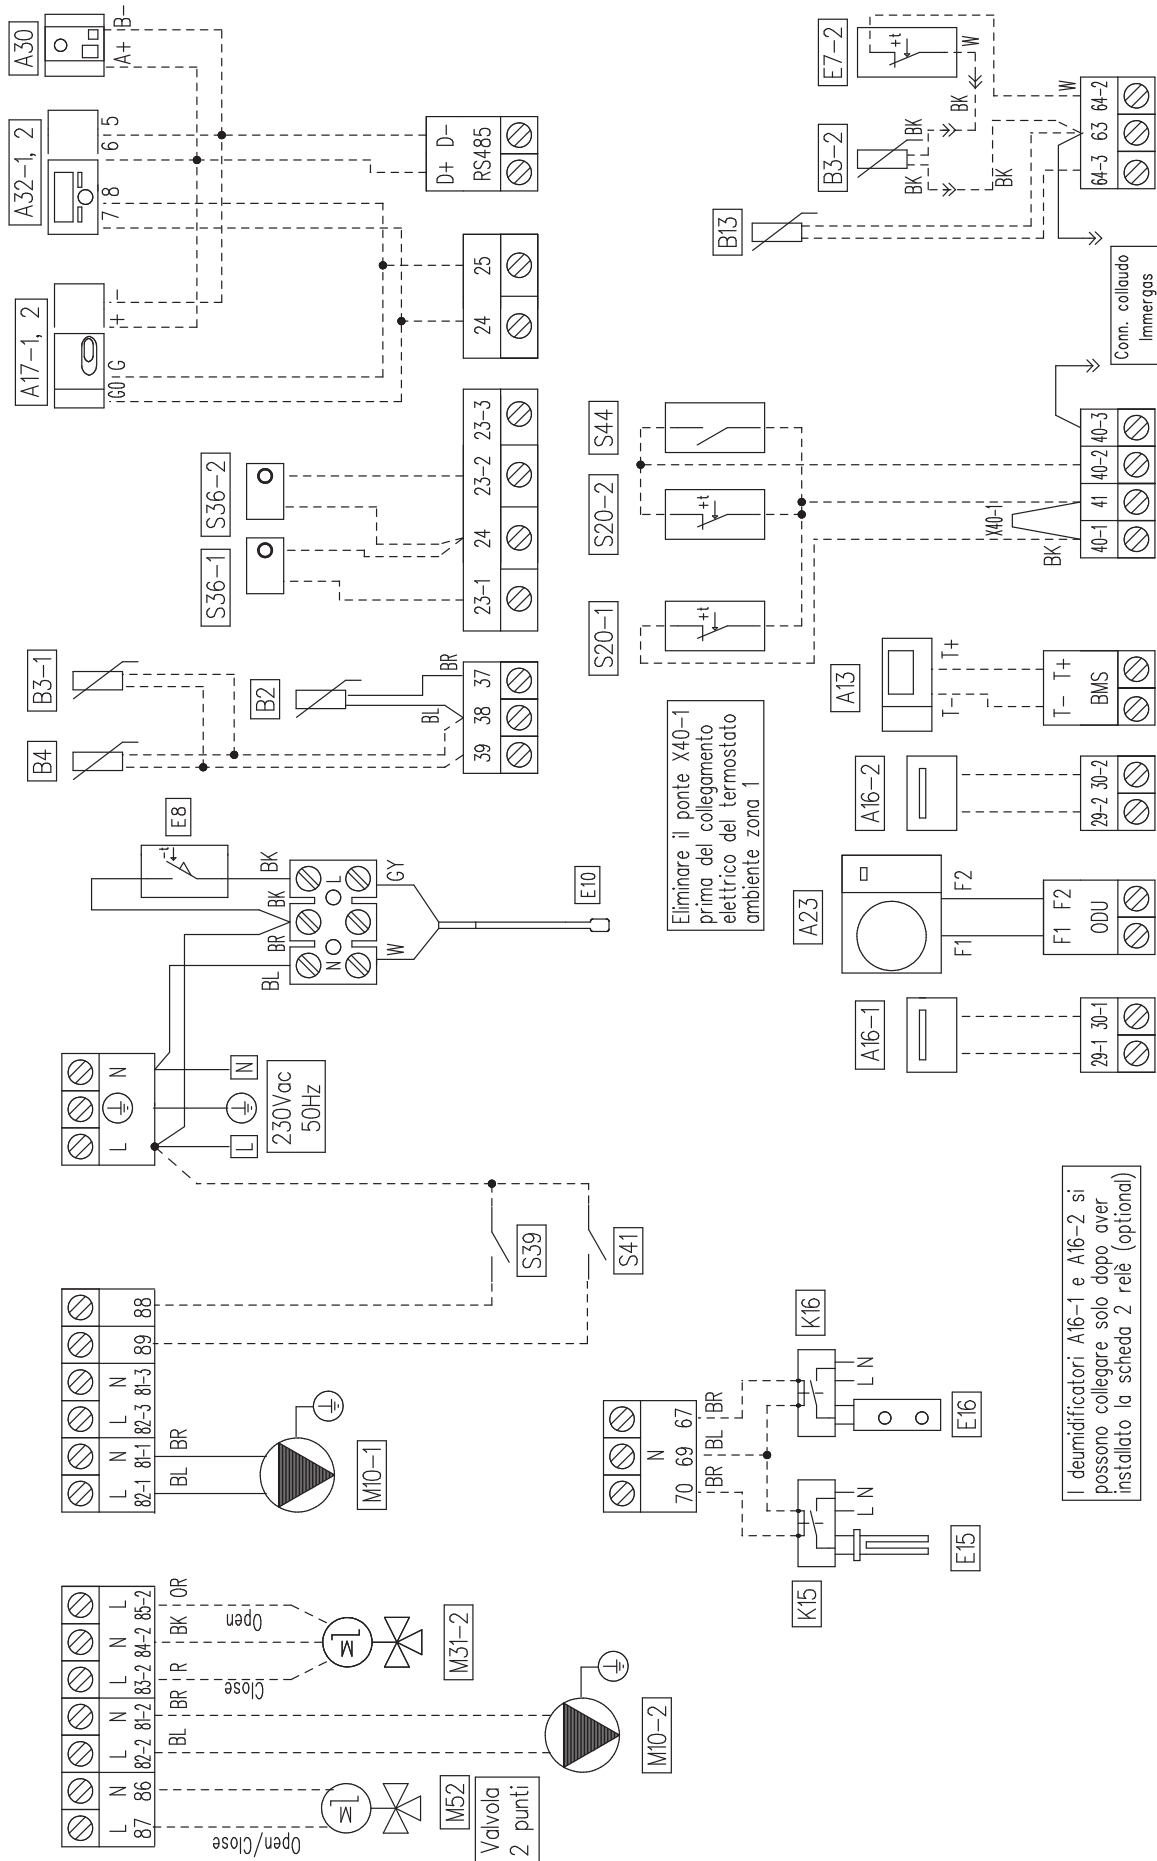 87 86 82-2 81-2 83-2 84-2 85-2
L N L N L N L
BL BR R BK OR
Open/Close
Close
Open
M
M
M52
Valvola
2 punti
M31-2
M10-2
82-1 81-1 82-3 81-3 89 88
L N L N
BL BR
M10-1
S39
S41
L N
L
N
230Vac
50Hz
BL BR BK BK
N L
W GY
E8
E10
B4
B3-1
B2
BL BR
39 38 37
S36-1
S36-2
23-1 24 23-2 23-3
A17-1, 2
G0 G + -
24 25
A32-1, 2
7 8 6 5
A30
A+ B-
D+ D-
RS485
70 69 67
N
BR BL BR
K15
K16
L N
L N
E15
E16
Eliminare il ponte X40-1
prima del collegamento
elettrico del termostato
ambiente zona 1
S20-1
S20-2
S44
+t
+t
X40-1
BK
40-1 41 40-2 40-3
Conn. collaudo
Immergas
B13
B3-2
E7-2
+t
W
BK
BK
BK
BK
W
64-3 63 64-2
I deumidificatori A16-1 e A16-2 si
possono collegare solo dopo aver
installato la scheda 2 relè (optional)
A16-1
29-1 30-1
A23
F1 F2
F1 F2
ODU
A16-2
29-2 30-2
A13
T- T+
T- T+
BMS
-t